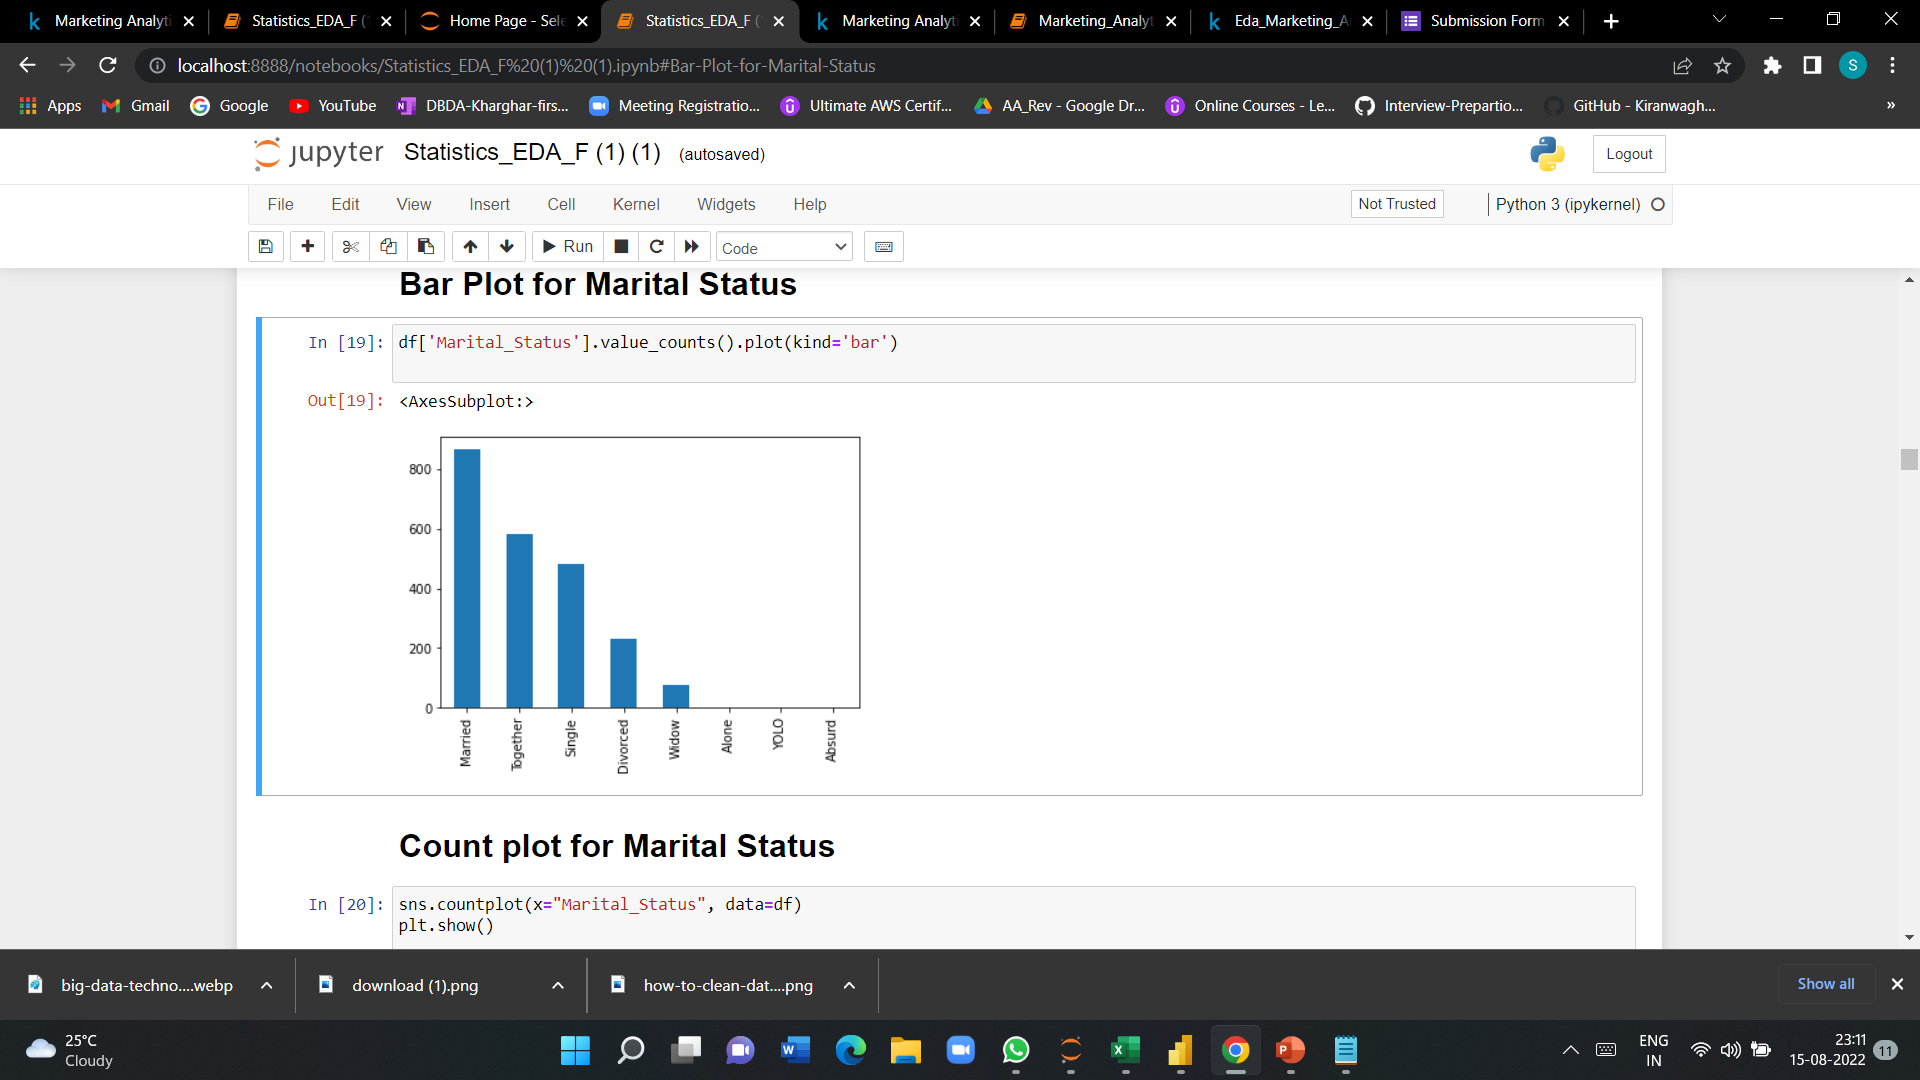 Marketing Analyti
Statistics_EDA_F (
Home Page - Sele
Statistics_EDA_F (
Marketing Analyti
Marketing_Analyt
Eda_Marketing_A
Submission Form
localhost:8888/notebooks/Statistics_EDA_F%20(1)%20(1).ipynb#Bar-Plot-for-Marital-Status
S
Apps
Gmail
Google
YouTube
DBDA-Kharghar-firs...
Meeting Registratio...
Ultimate AWS Certif...
AA_Rev - Google Dr...
Online Courses - Le...
Interview-Prepartio...
GitHub - Kiranwagh...
»
jupyter Statistics_EDA_F (1) (1) (autosaved)
Logout
File Edit View Insert Cell Kernel Widgets Help
Not Trusted
Python 3 (ipykernel)
Run
Code
Bar Plot for Marital Status
In [19]: df['Marital_Status'].value_counts().plot(kind='bar')
Out[19]: <AxesSubplot:>
800
600
400
200
0
Married
Together
Single
Divorced
Widow
Alone
YOLO
Absurd
Count plot for Marital Status
In [20]: sns.countplot(x="Marital_Status", data=df)
plt.show()
big-data-techno....webp
download (1).png
how-to-clean-dat....png
Show all
25°C
Cloudy
ENG
IN
23:11
15-08-2022
11